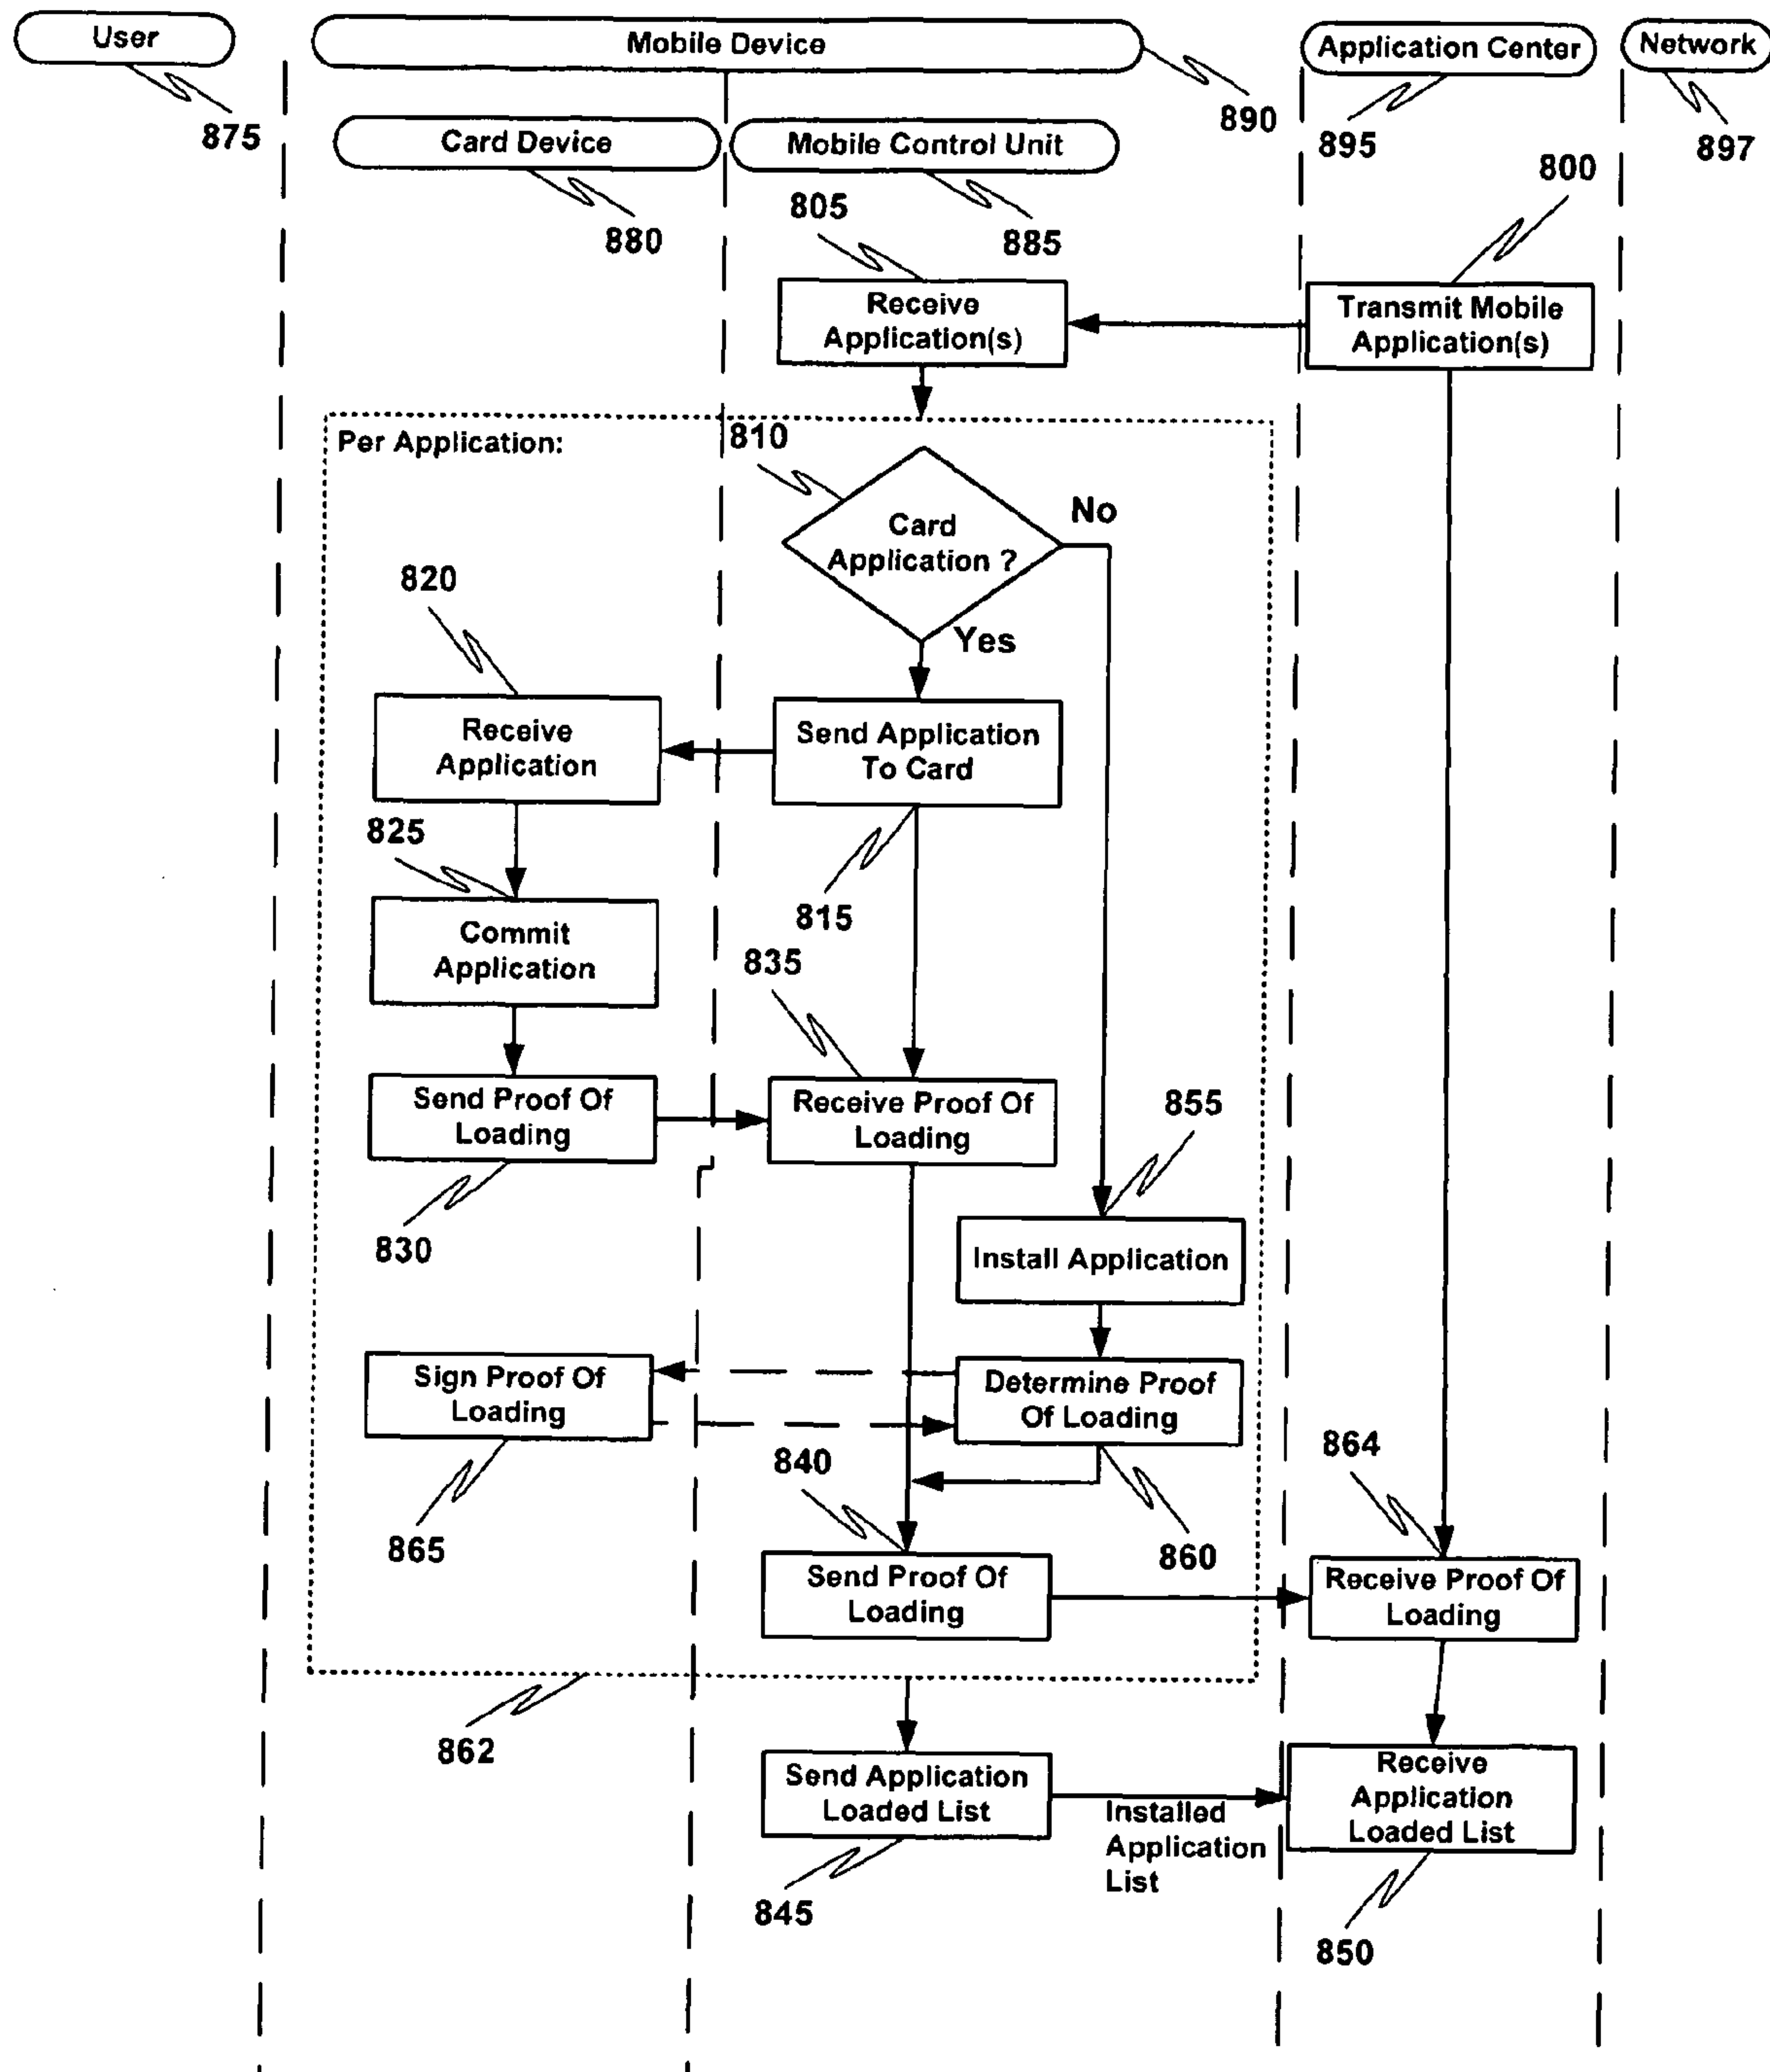 User
Mobile Device
Application Center
Network
875
890
895
897
Card Device
Mobile Control Unit
880
885
800
805
Receive
Application(s)
Transmit Mobile
Application(s)
Per Application:
810
Card
Application ?
No
Yes
820
Receive
Application
Send Application
To Card
825
815
Commit
Application
835
Send Proof Of
Loading
Receive Proof Of
Loading
855
830
Install Application
Sign Proof Of
Loading
Determine Proof
Of Loading
840
864
865
860
Send Proof Of
Loading
Receive Proof Of
Loading
862
Send Application
Loaded List
Installed
Application
List
Receive
Application
Loaded List
845
850